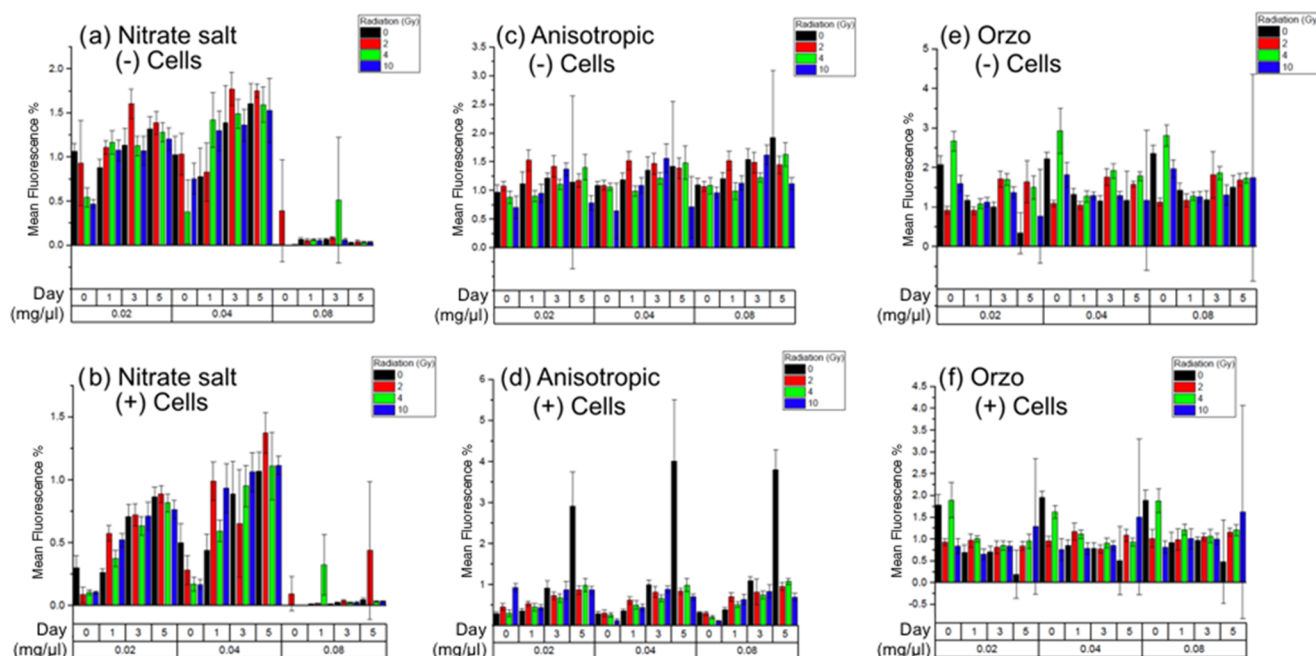 (a) Nitrate salt
(-) Cells
Radiation (Gy)
0
2
4
10
Mean Fluorescence %
2.0
1.5
1.0
0.5
0.0
Day 0 1 3 5 0 1 3 5 0 1 3 5
(mg/µl) 0.02 0.04 0.08
(c) Anisotropic
(-) Cells
Radiation (Gy)
0
2
4
10
Mean Fluorescence %
3.5
3.0
2.5
2.0
1.5
1.0
0.5
0.0
Day 0 1 3 5 0 1 3 5 0 1 3 5
(mg/µl) 0.02 0.04 0.08
(e) Orzo
(-) Cells
Radiation (Gy)
0
2
4
10
Mean Fluorescence %
5
4
3
2
1
0
Day 0 1 3 5 0 1 3 5 0 1 3 5
(mg/µl) 0.02 0.04 0.08
(b) Nitrate salt
(+) Cells
Radiation (Gy)
0
2
4
10
Mean Fluorescence %
1.5
1.0
0.5
0.0
Day 0 1 3 5 0 1 3 5 0 1 3 5
(mg/µl) 0.02 0.04 0.08
(d) Anisotropic
(+) Cells
Radiation (Gy)
0
2
4
10
Mean Fluorescence %
6
5
4
3
2
1
0
Day 0 1 3 5 0 1 3 5 0 1 3 5
(mg/µl) 0.02 0.04 0.08
(f) Orzo
(+) Cells
Radiation (Gy)
0
2
4
10
Mean Fluorescence %
4.5
4.0
3.5
3.0
2.5
2.0
1.5
1.0
0.5
0.0
-0.5
Day 0 1 3 5 0 1 3 5 0 1 3 5
(mg/µl) 0.02 0.04 0.08